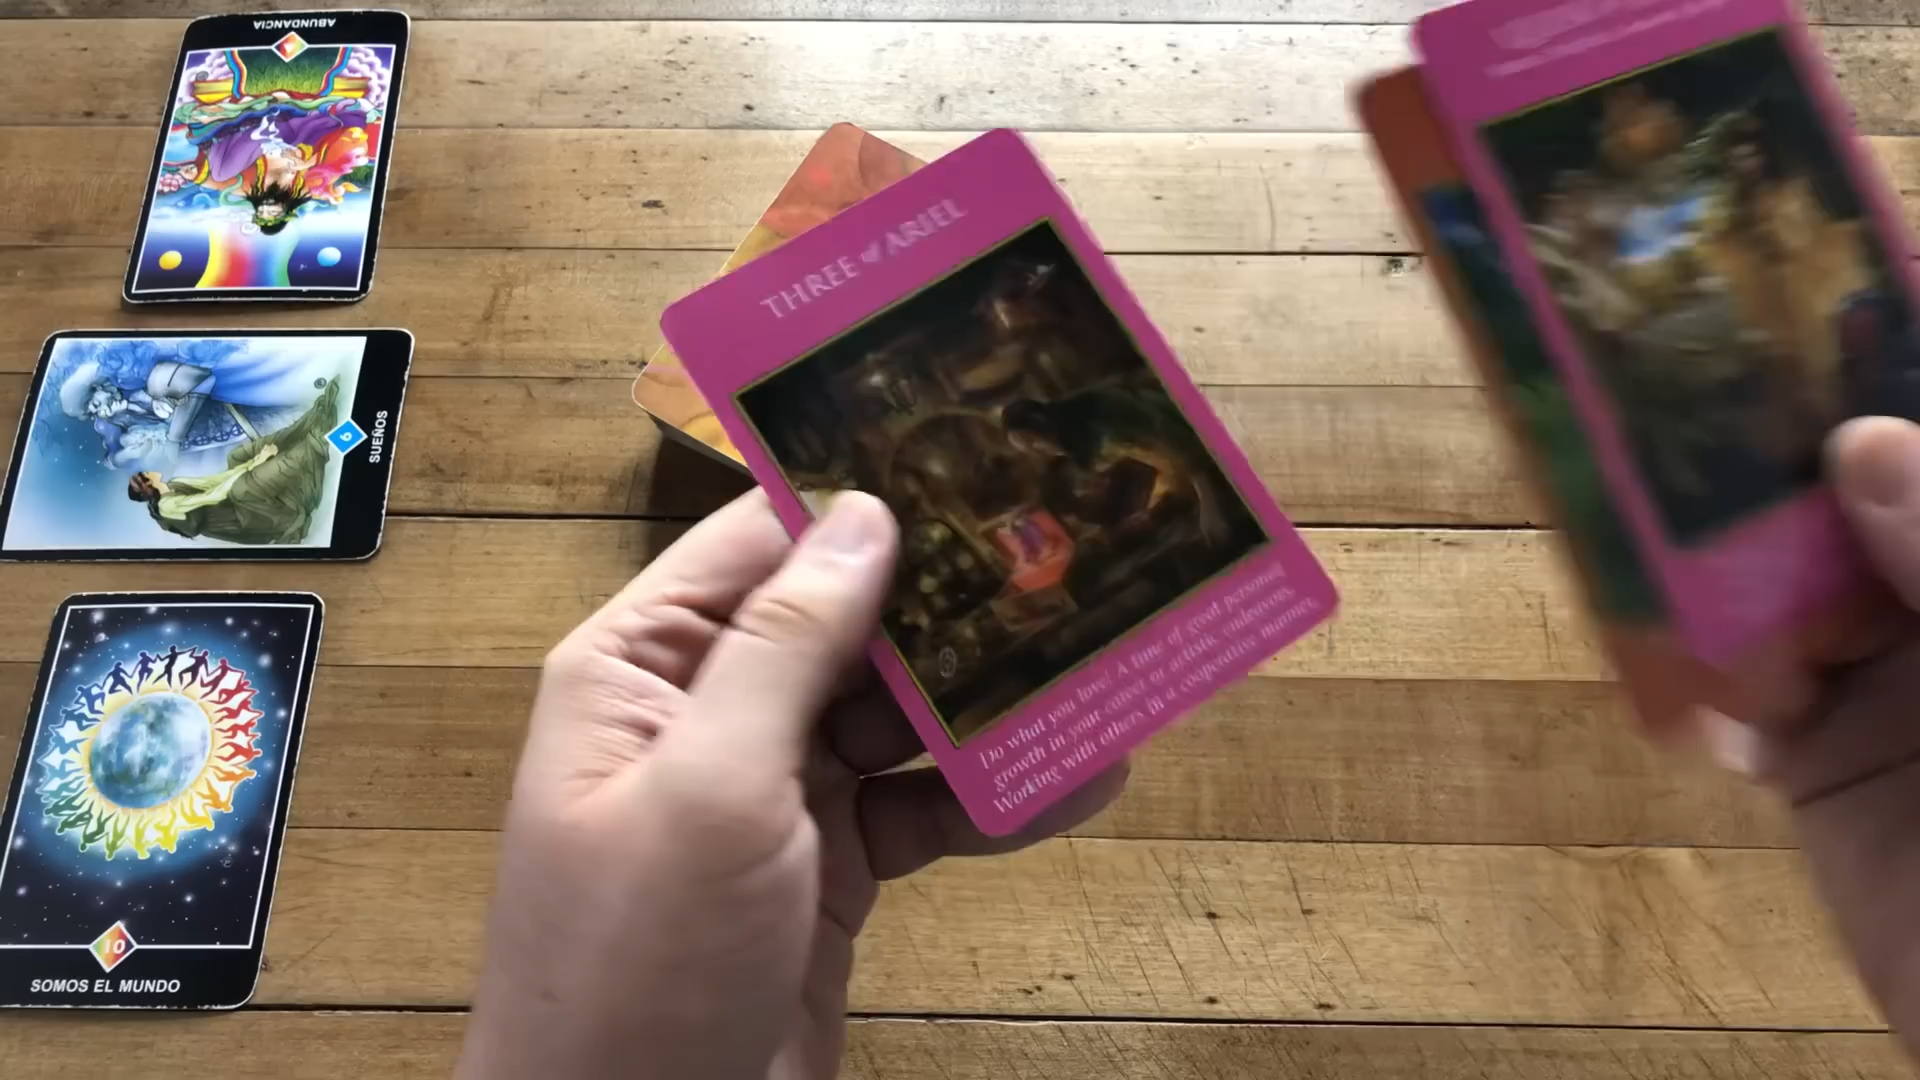 ABUNDANCIA
9
SUEÑOS
10
SOMOS EL MUNDO
THREE of ARIEL
Do what you love! A time of great personal
growth in your career or artistic endeavors.
Working with others in a cooperative manner.